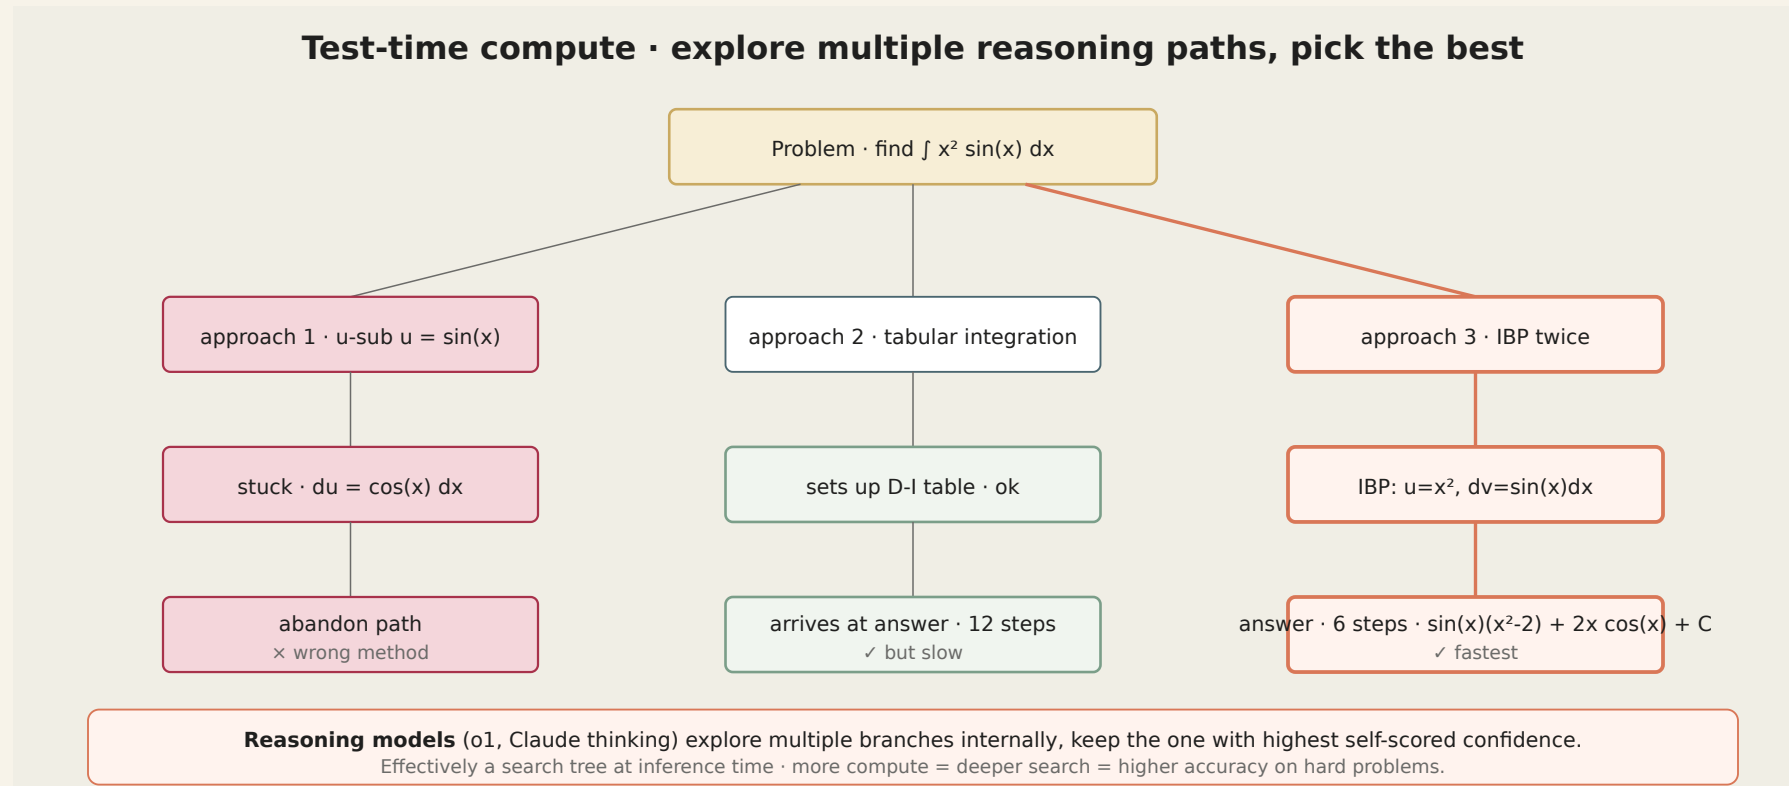 Test-time compute · explore multiple reasoning paths, pick the best
Problem · find ∫ x² sin(x) dx
approach 1 · u-sub u = sin(x)
approach 2 · tabular integration
approach 3 · IBP twice
stuck · du = cos(x) dx
sets up D-I table · ok
IBP: u=x², dv=sin(x)dx
abandon path
× wrong method
arrives at answer · 12 steps
✓ but slow
answer · 6 steps · sin(x)(x²-2) + 2x cos(x) + C
✓ fastest
Reasoning models (o1, Claude thinking) explore multiple branches internally, keep the one with highest self-scored confidence.
Effectively a search tree at inference time · more compute = deeper search = higher accuracy on hard problems.